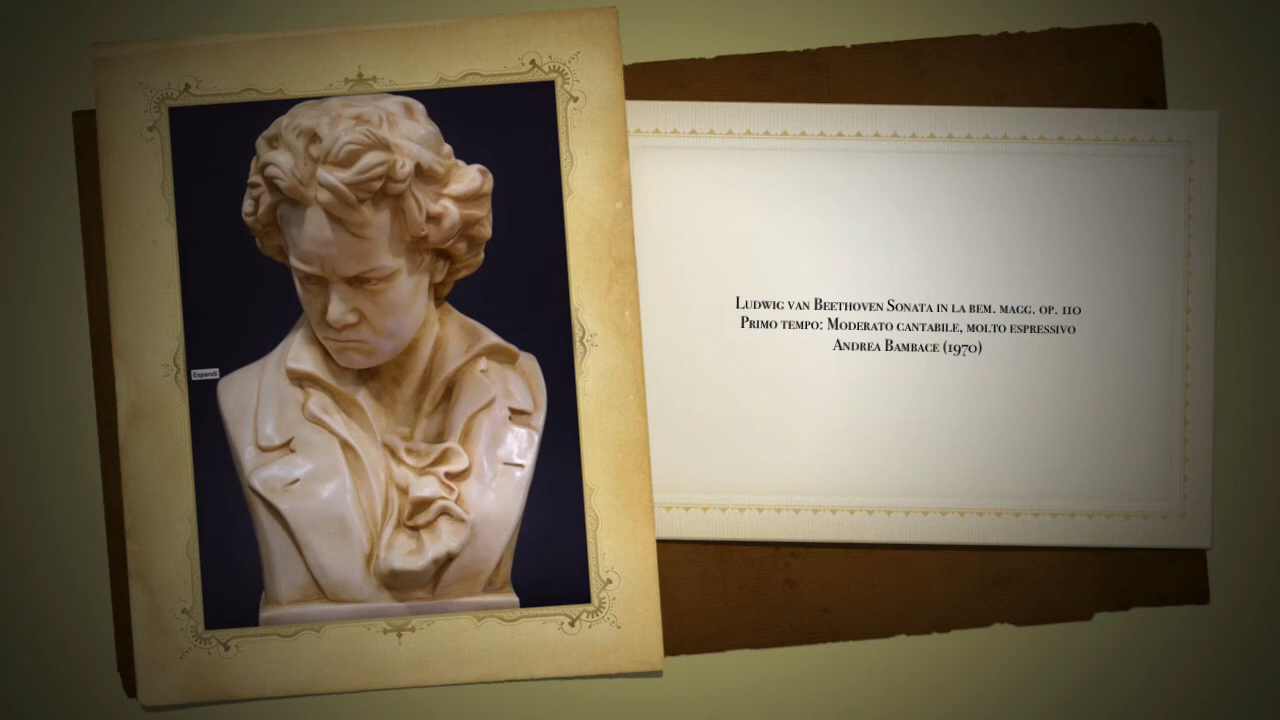 Espandi
Ludwig van Beethoven Sonata in la bem. magg. op. 110
Primo tempo: Moderato cantabile, molto espressivo
Andrea Bambace (1970)